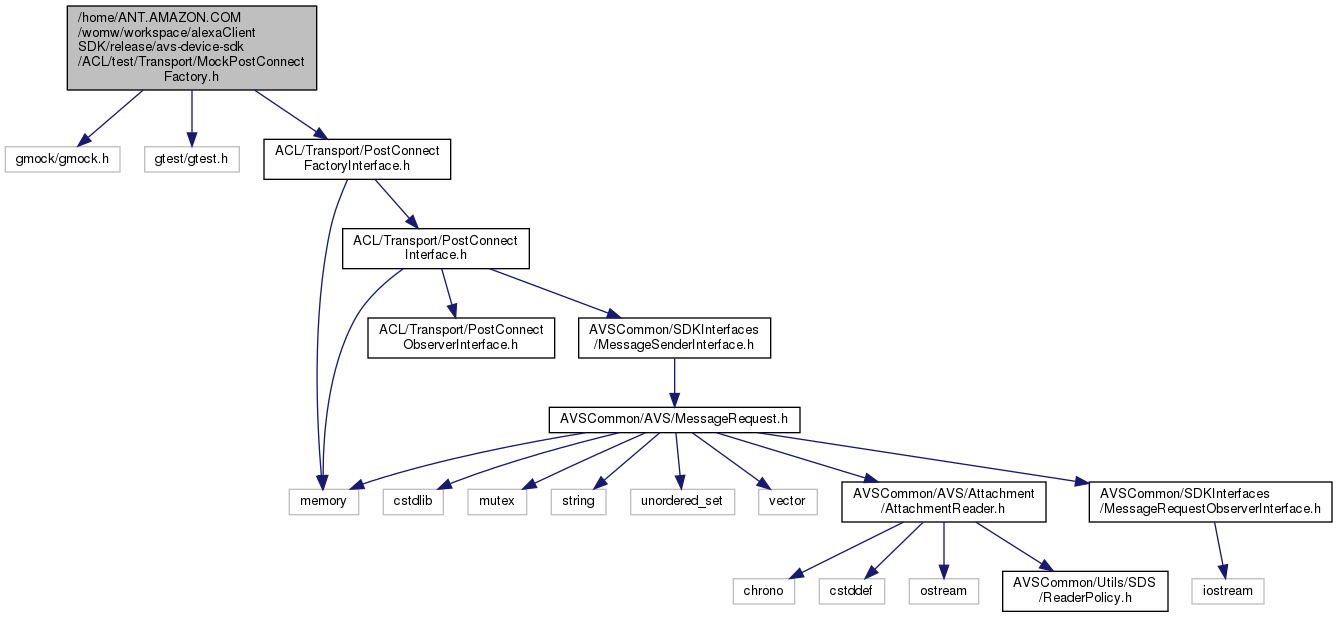 /home/ANT.AMAZON.COM
/womw/workspace/alexaClient
SDK/release/avs-device-sdk
/ACL/test/Transport/MockPostConnect
Factory.h
gmock/gmock.h
gtest/gtest.h
ACL/Transport/PostConnect
FactoryInterface.h
ACL/Transport/PostConnect
Interface.h
ACL/Transport/PostConnect
ObserverInterface.h
AVSCommon/SDKInterfaces
/MessageSenderInterface.h
AVSCommon/AVS/MessageRequest.h
memory
cstdlib
mutex
string
unordered_set
vector
AVSCommon/AVS/Attachment
/AttachmentReader.h
AVSCommon/SDKInterfaces
/MessageRequestObserverInterface.h
chrono
cstddef
ostream
AVSCommon/Utils/SDS
/ReaderPolicy.h
iostream